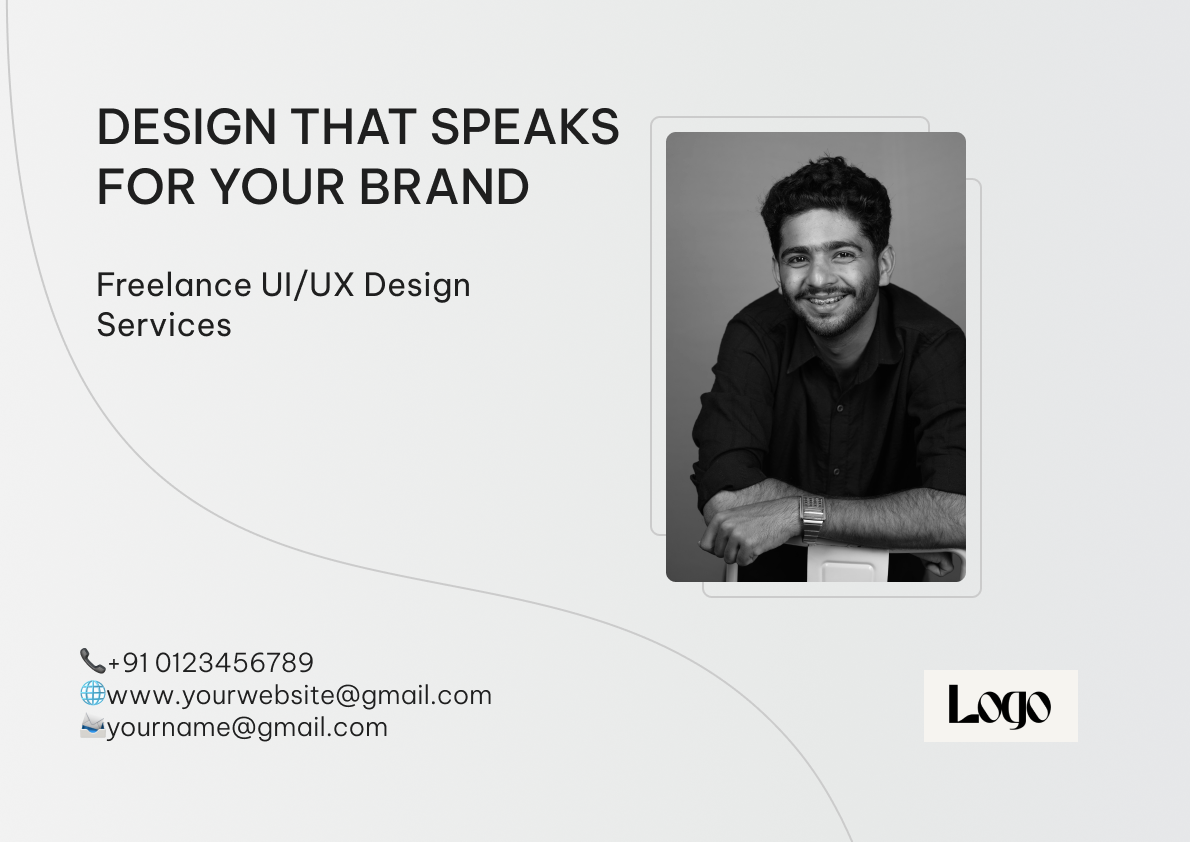 DESIGN THAT SPEAKS
FOR YOUR BRAND
Freelance UI/UX Design
Services
+91 0123456789
www.yourwebsite@gmail.com
yourname@gmail.com
Logo